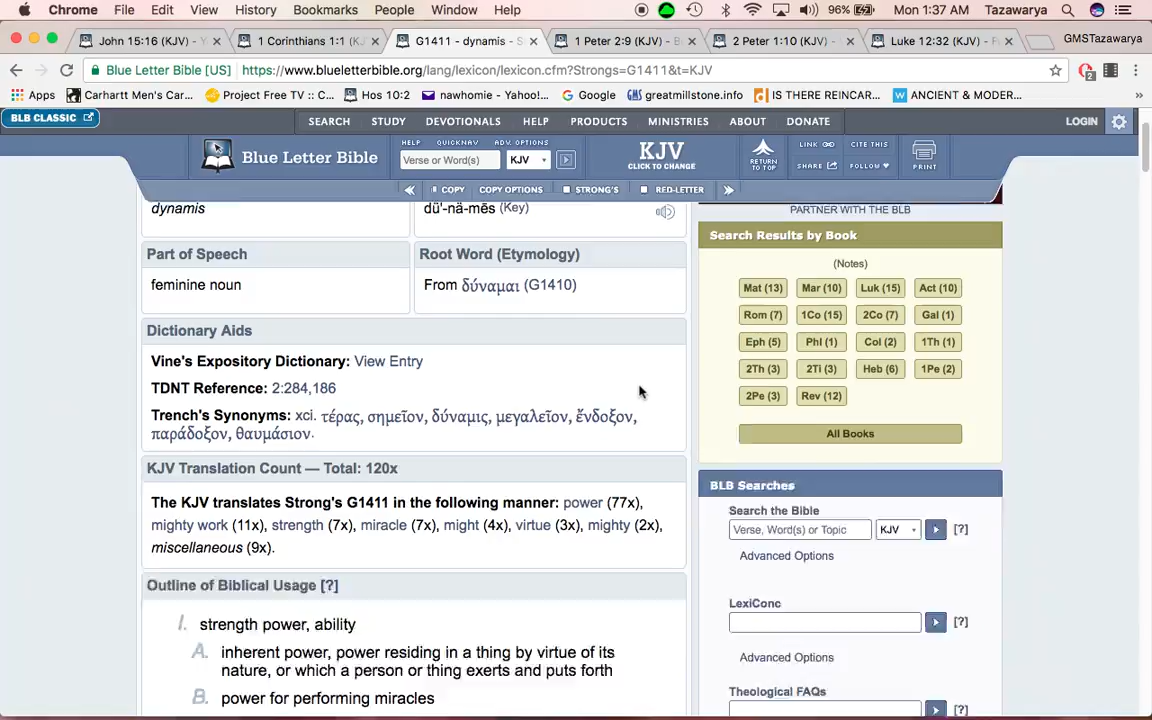 Chrome File Edit View History Bookmarks People Window Help 96% Mon 1:37 AM Tazawarya
John 15:16 (KJV) - 1 Corinthians 1:1 (KJ G1411 - dynamis - S 1 Peter 2:9 (KJV) - B 2 Peter 1:10 (KJV) - Luke 12:32 (KJV) - F GMSTazawarya
Blue Letter Bible [US] https://www.blueletterbible.org/lang/lexicon/lexicon.cfm?Strongs=G1411&t=KJV 2
Apps Carhartt Men's Car... Project Free TV :: C... Hos 10:2 nawhomie - Yahoo!... Google GMS greatmillstone.info IS THERE REINCAR... ANCIENT & MODER... »
BLB CLASSIC SEARCH STUDY DEVOTIONALS HELP PRODUCTS MINISTRIES ABOUT DONATE LOGIN
HELP QUICKNAV ADV. OPTIONS
Blue Letter Bible Verse or Word(s) KJV KJV CLICK TO CHANGE RETURN TO TOP LINK CITE THIS SHARE FOLLOW PRINT
COPY COPY OPTIONS STRONG'S RED-LETTER
dynamis dü'-nä-mēs (Key)
Part of Speech Root Word (Etymology)
feminine noun From δύναμαι (G1410)
Dictionary Aids
Vine's Expository Dictionary: View Entry
TDNT Reference: 2:284,186
Trench's Synonyms: xci. τέρας, σημεῖον, δύναμις, μεγαλεῖον, ἔνδοξον,
παράδοξον, θαυμάσιον.
KJV Translation Count — Total: 120x
The KJV translates Strong's G1411 in the following manner: power (77x),
mighty work (11x), strength (7x), miracle (7x), might (4x), virtue (3x), mighty (2x),
miscellaneous (9x).
Outline of Biblical Usage [?]
I. strength power, ability
A. inherent power, power residing in a thing by virtue of its
nature, or which a person or thing exerts and puts forth
B. power for performing miracles
PARTNER WITH THE BLB
Search Results by Book
(Notes)
Mat (13) Mar (10) Luk (15) Act (10)
Rom (7) 1Co (15) 2Co (7) Gal (1)
Eph (5) Phl (1) Col (2) 1Th (1)
2Th (3) 2Ti (3) Heb (6) 1Pe (2)
2Pe (3) Rev (12)
All Books
BLB Searches
Search the Bible
Verse, Word(s) or Topic KJV [?]
Advanced Options
LexiConc
[?]
Advanced Options
Theological FAQs
[?]